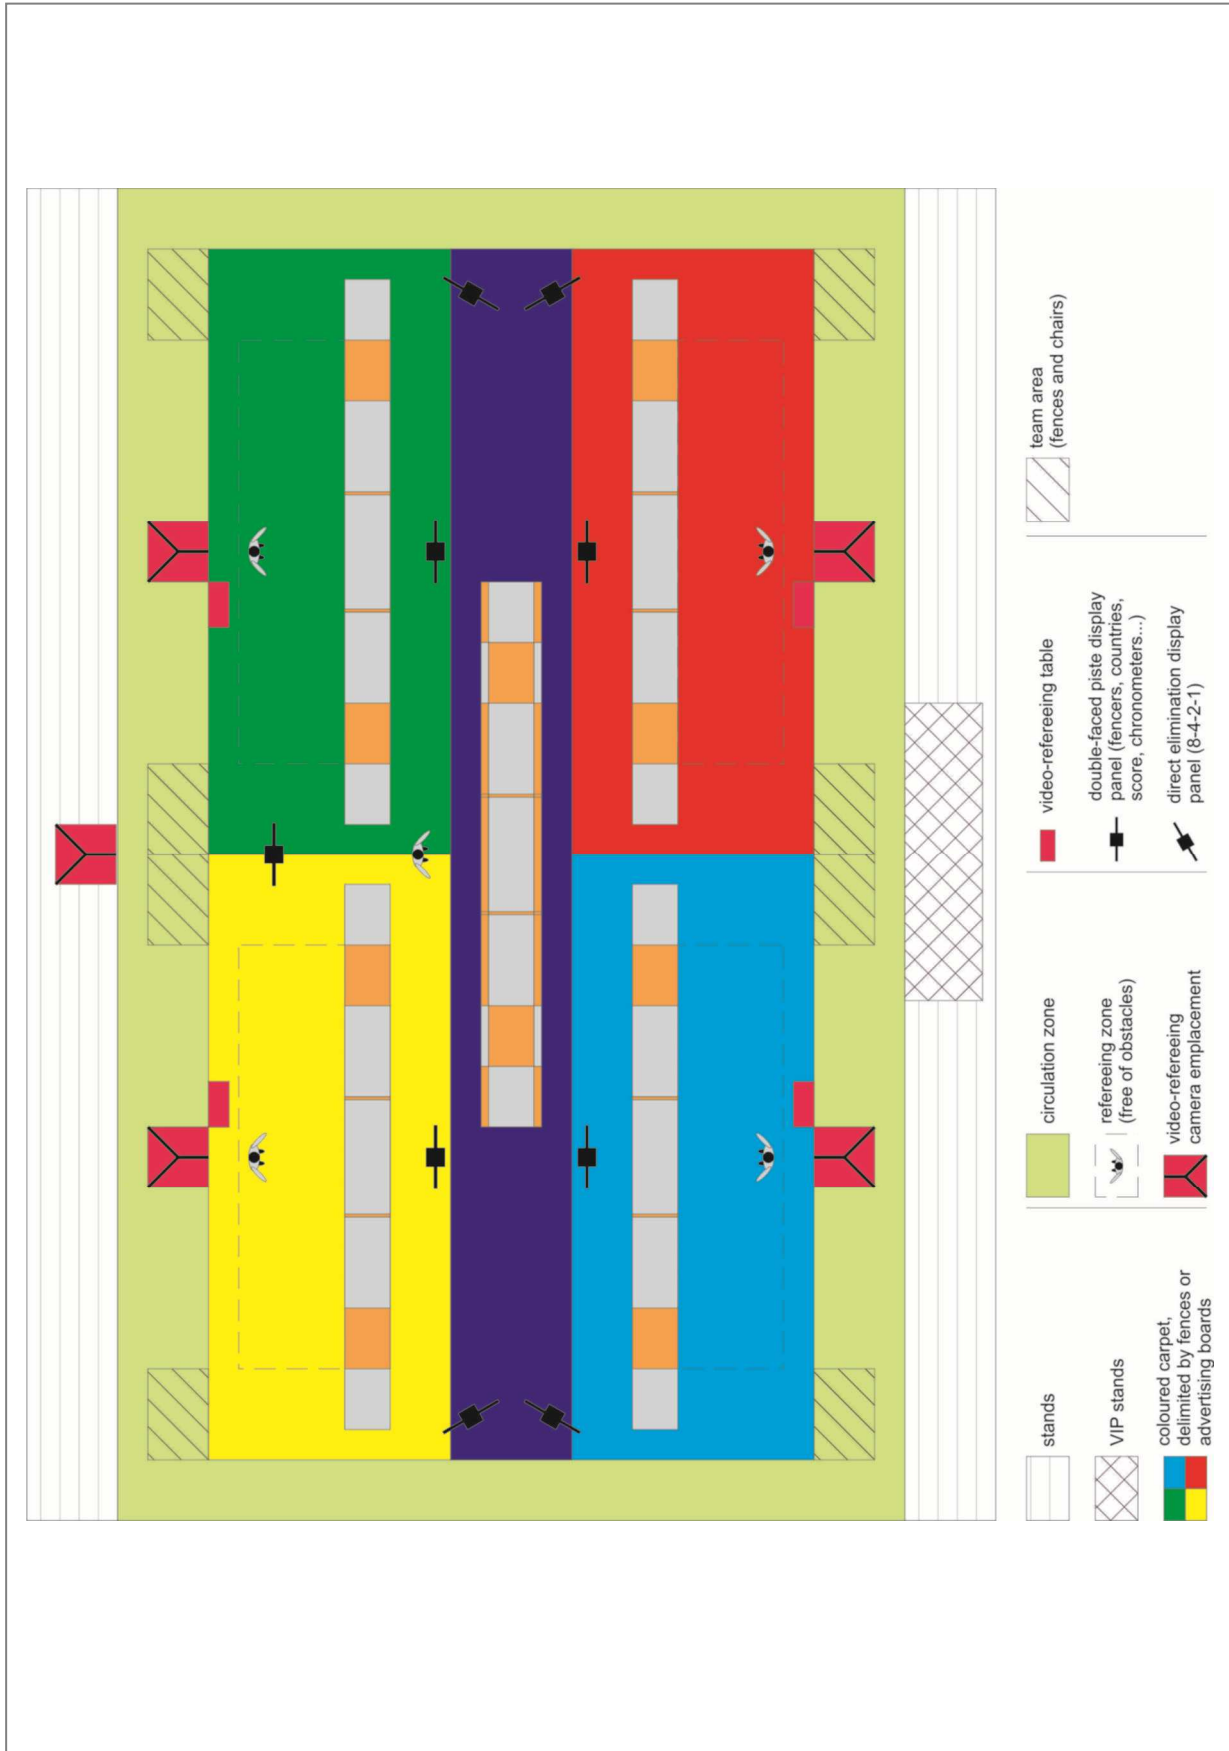 stands
VIP stands
coloured carpet,
delimited by fences or
advertising boards
circulation zone
refereeing zone
(free of obstacles)
video-refereeing
camera emplacement
video-refereeing table
double-faced piste display
panel (fencers, countries,
score, chronometers...)
direct elimination display
panel (8-4-2-1)
team area
(fences and chairs)